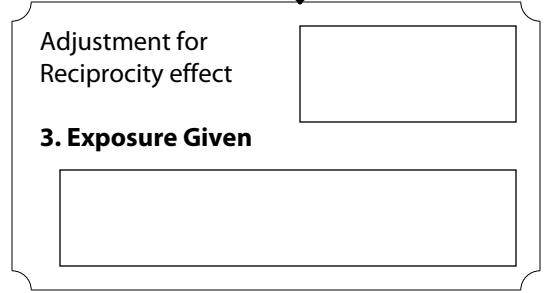 Adjustment for
Reciprocity effect
3. Exposure Given